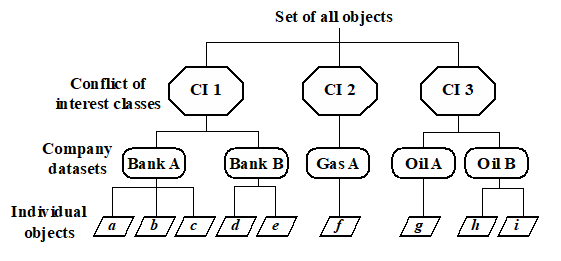 Set of all objects
Conflict of
interest classes
CI 1
CI 2
CI 3
Company
datasets
Bank A
Bank B
Gas A
Oil A
Oil B
Individual
objects
a
b
c
d
e
f
g
h
i